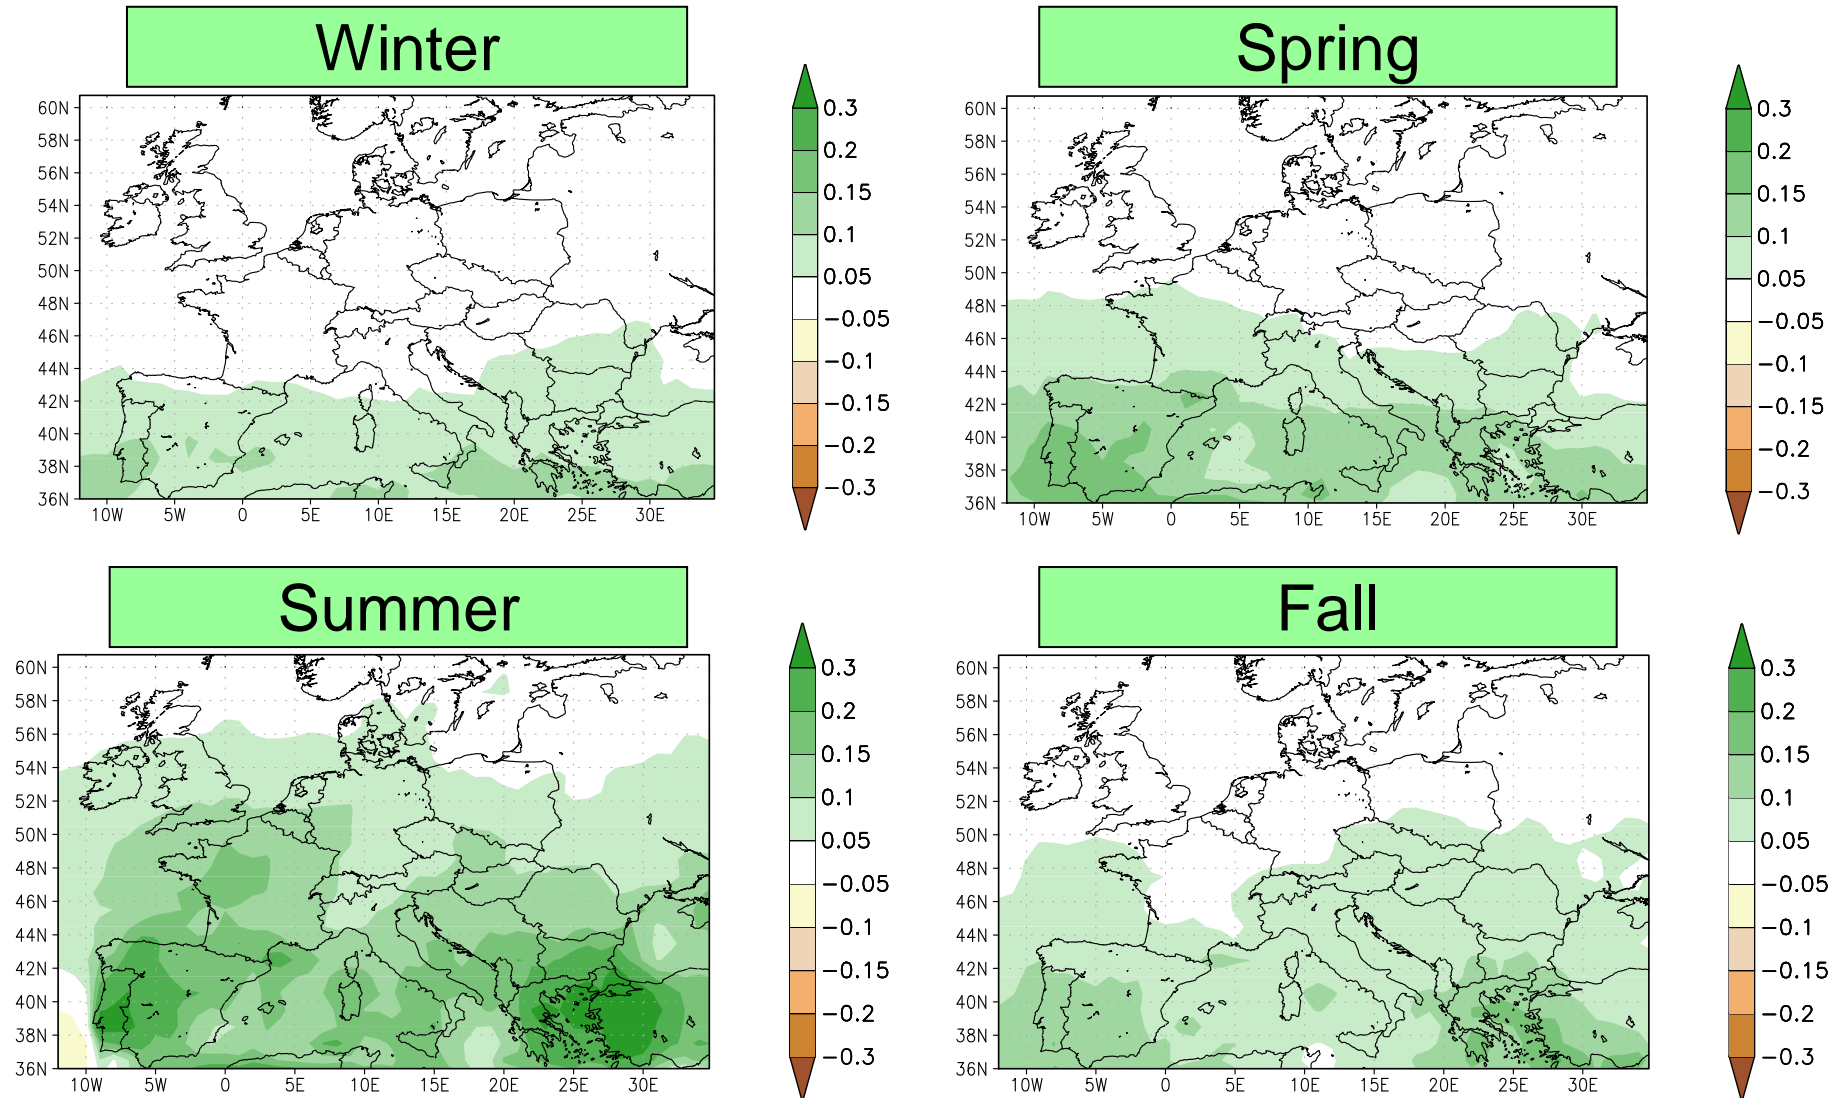 Winter
Spring
60N
58N
56N
54N
52N
50N
48N
46N
44N
42N
40N
38N
36N
10W 5W 0 5E 10E 15E 20E 25E 30E
0.3
0.2
0.15
0.1
0.05
−0.05
−0.1
−0.15
−0.2
−0.3
60N
58N
56N
54N
52N
50N
48N
46N
44N
42N
40N
38N
36N
10W 5W 0 5E 10E 15E 20E 25E 30E
0.3
0.2
0.15
0.1
0.05
−0.05
−0.1
−0.15
−0.2
−0.3
Summer
Fall
60N
58N
56N
54N
52N
50N
48N
46N
44N
42N
40N
38N
36N
10W 5W 0 5E 10E 15E 20E 25E 30E
0.3
0.2
0.15
0.1
0.05
−0.05
−0.1
−0.15
−0.2
−0.3
60N
58N
56N
54N
52N
50N
48N
46N
44N
42N
40N
38N
36N
10W 5W 0 5E 10E 15E 20E 25E 30E
0.3
0.2
0.15
0.1
0.05
−0.05
−0.1
−0.15
−0.2
−0.3